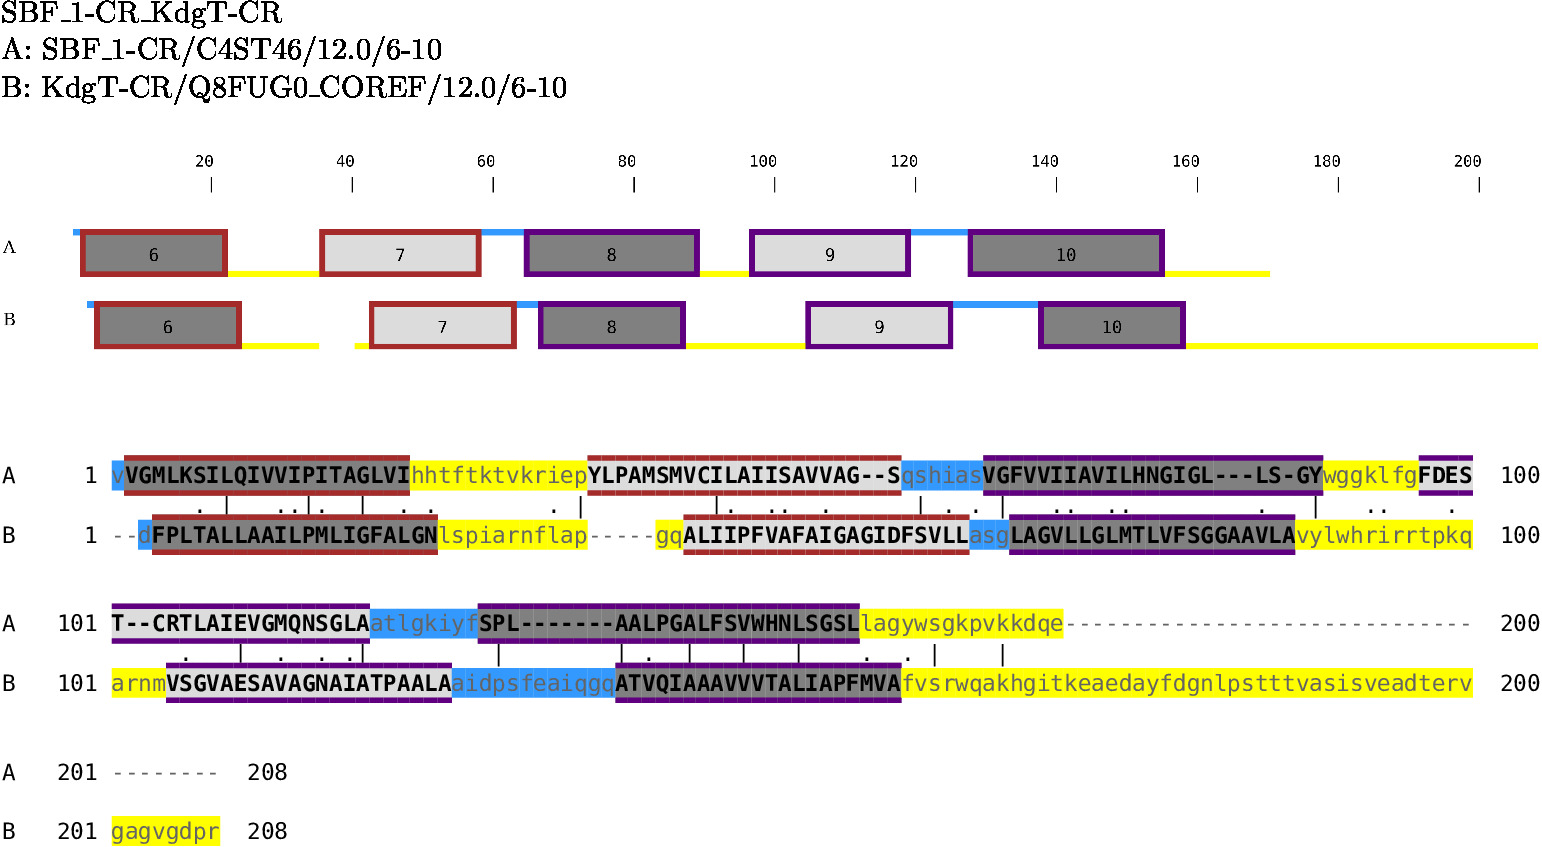 SBF_1-CR_KdgT-CR
A: SBF_1-CR/C4ST46/12.0/6-10
B: KdgT-CR/Q8FUG0_COREF/12.0/6-10
20 40 60 80 100 120 140 160 180 200
A 6 7 8 9 10
B 6 7 8 9 10
A 1 vVGMLKSILQIVVIPITAGLVIhhtftktvkriepYLPAMSMVCILAIISAVVAG--SqshiasVGFVVIIAVILHNGIGL---LS-GYwggklfgFDES 100
B 1 --dFPLTALLAAILPMLIGFALGNlspiarnflap-----gqALIIPFVAFAIGAGIDFSVLLasgLAGVLLGLMTLVFSGGAAVLAvylwhrirrtpkq 100
A 101 T--CRTLAIEVGMQNSGLAatlgkiyfSPL-------AALPGALFSVWHNLSGSLlagywsgkpvkkdqe------------------------------ 200
B 101 arnmVSGVAESAVAGNAIATPAALAaidpsfeaiqgqATVQIAAAVVVTALIAPFMVAfvsrwqakhgitkeaedayfdgnlpstttvasisveadterv 200
A 201 -------- 208
B 201 gagvgdpr 208